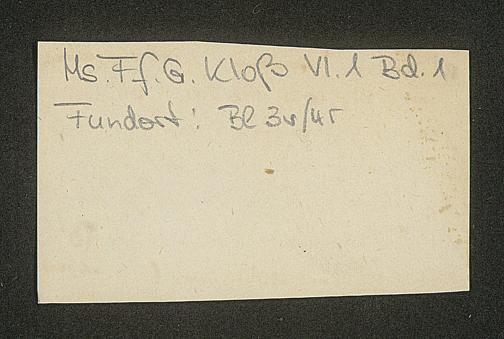 Ms. Ff. G. Kloß VI. 1 Bd. 1
Fundort: Bl 3v/4r